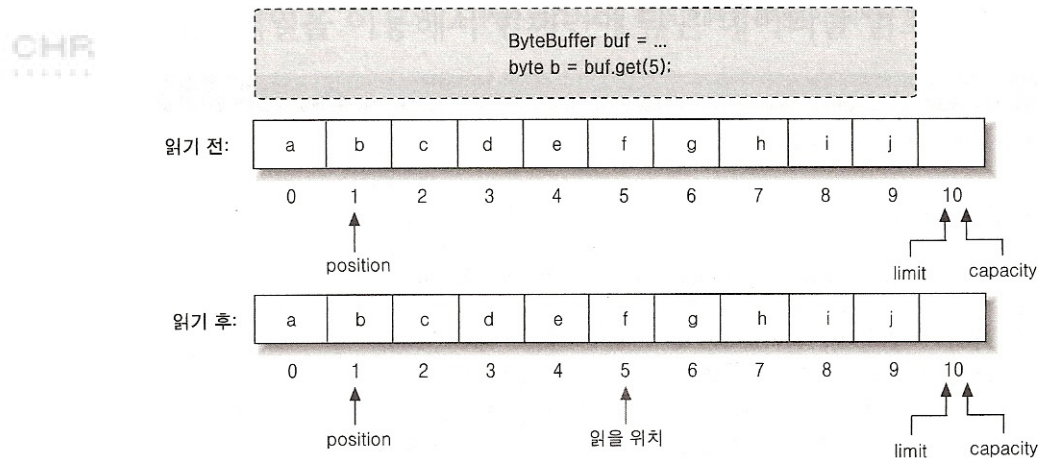 CHR
ByteBuffer buf = ...
byte b = buf.get(5);
읽기 전: a b c d e f g h i j
0 1 2 3 4 5 6 7 8 9 10
position limit capacity
읽기 후: a b c d e f g h i j
0 1 2 3 4 5 6 7 8 9 10
position 읽을 위치 limit capacity